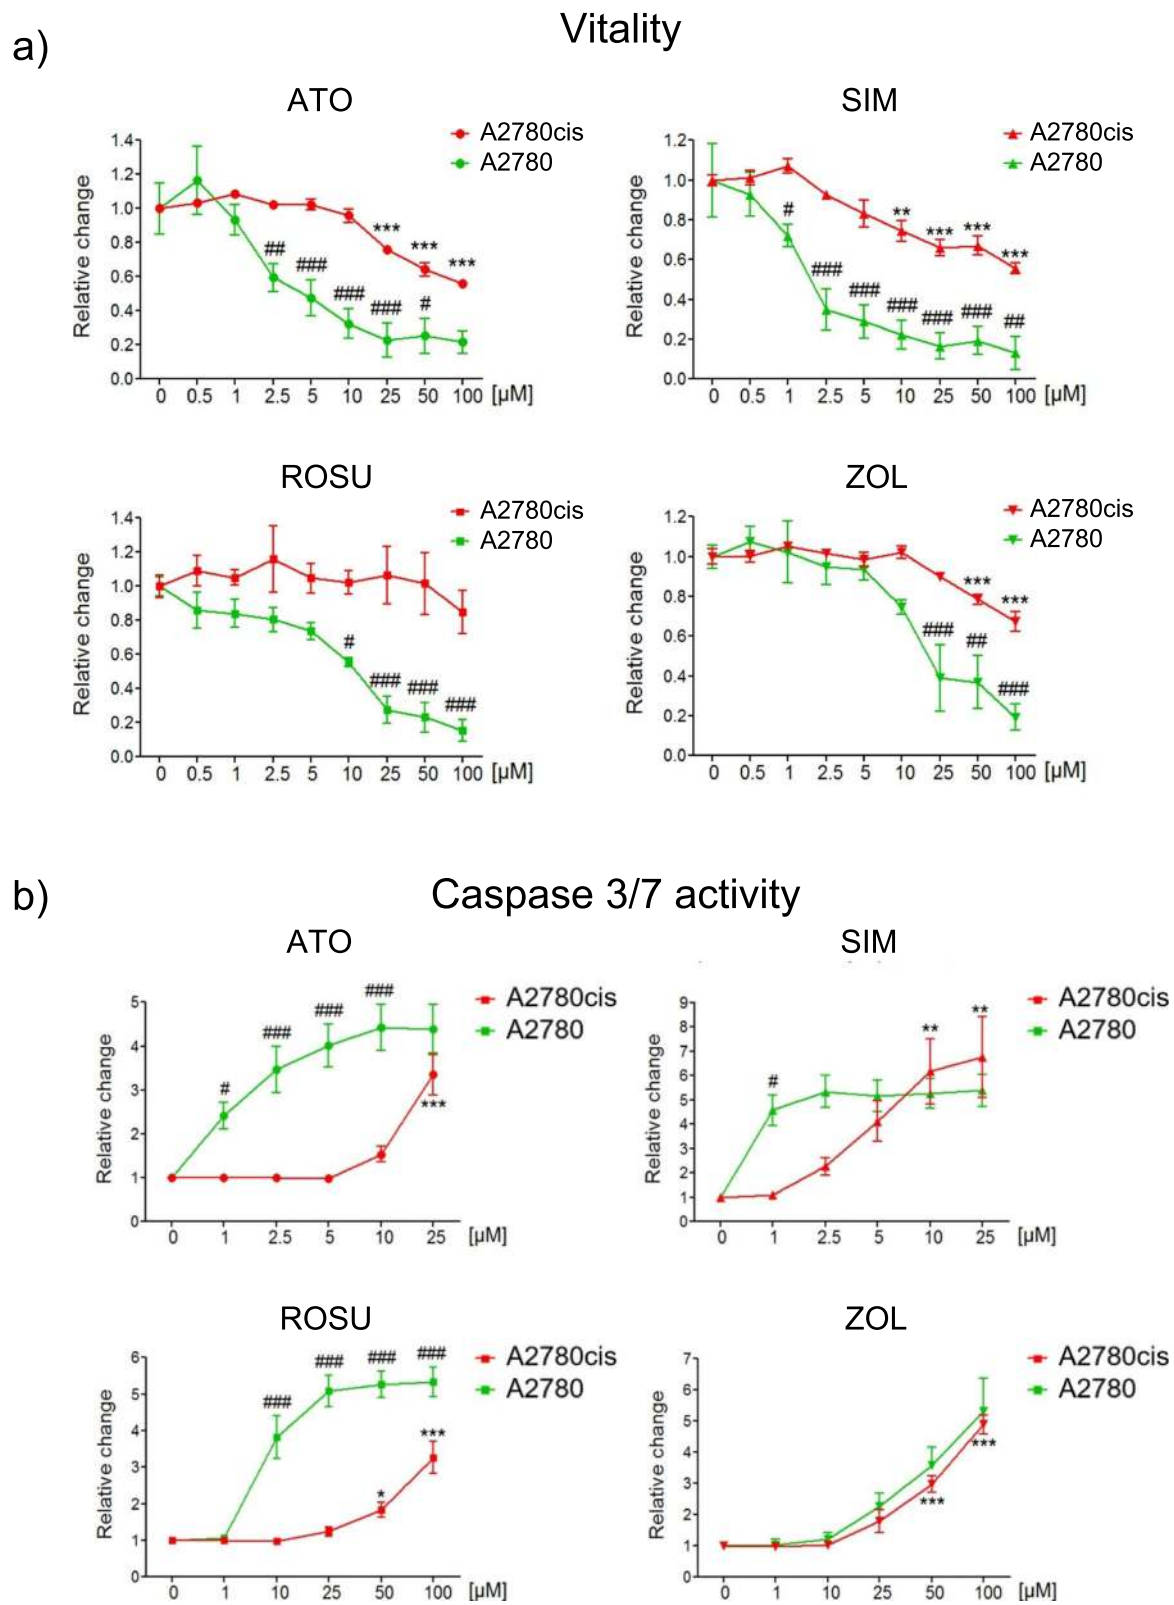 a)
Vitality
ATO
A2780cis
A2780
Relative change
1.4
1.2
1.0
0.8
0.6
0.4
0.2
0.0
## ### ### ### # *** *** ***
0 0.5 1 2.5 5 10 25 50 100 [µM]
SIM
A2780cis
A2780
Relative change
1.2
1.0
0.8
0.6
0.4
0.2
0.0
# ### ### ### ### ### ## ** *** *** ***
0 0.5 1 2.5 5 10 25 50 100 [µM]
ROSU
A2780cis
A2780
Relative change
1.4
1.2
1.0
0.8
0.6
0.4
0.2
0.0
# ### ### ###
0 0.5 1 2.5 5 10 25 50 100 [µM]
ZOL
A2780cis
A2780
Relative change
1.2
1.0
0.8
0.6
0.4
0.2
0.0
### ## ### *** ***
0 0.5 1 2.5 5 10 25 50 100 [µM]
b)
Caspase 3/7 activity
ATO
A2780cis
A2780
Relative change
5
4
3
2
1
0
# ### ### ### ***
0 1 2.5 5 10 25 [µM]
SIM
A2780cis
A2780
Relative change
9
8
7
6
5
4
3
2
1
0
# ** **
0 1 2.5 5 10 25 [µM]
ROSU
A2780cis
A2780
Relative change
6
5
4
3
2
1
0
### ### ### ### * ***
0 1 10 25 50 100 [µM]
ZOL
A2780cis
A2780
Relative change
7
6
5
4
3
2
1
0
*** ***
0 1 10 25 50 100 [µM]